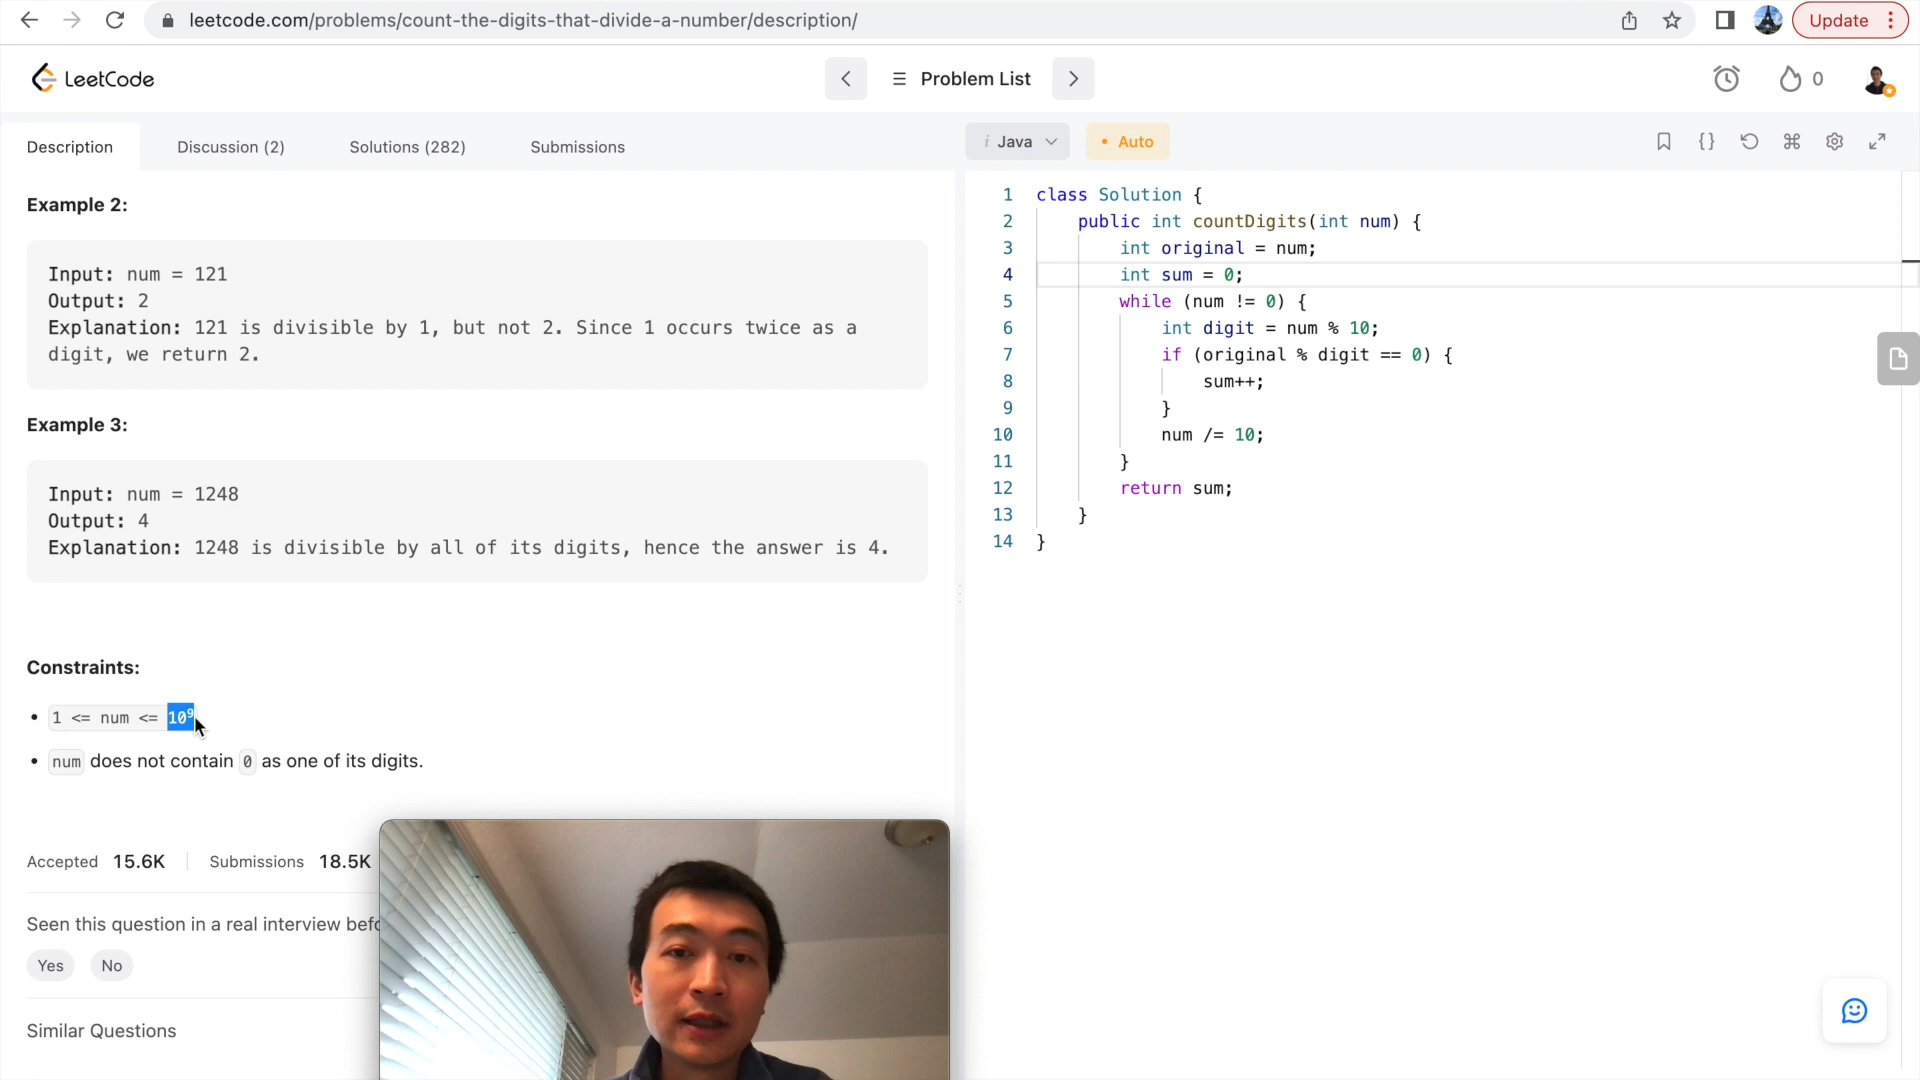 leetcode.com/problems/count-the-digits-that-divide-a-number/description/
Update
LeetCode
Problem List
0
Description
Discussion (2)
Solutions (282)
Submissions
Example 2:
Input: num = 121
Output: 2
Explanation: 121 is divisible by 1, but not 2. Since 1 occurs twice as a
digit, we return 2.
Example 3:
Input: num = 1248
Output: 4
Explanation: 1248 is divisible by all of its digits, hence the answer is 4.
Constraints:
• 1 <= num <= 10⁹
• num does not contain 0 as one of its digits.
Accepted 15.6K Submissions 18.5K
Seen this question in a real interview
Yes No
Similar Questions
i Java
• Auto
{}
1 class Solution {
2 public int countDigits(int num) {
3 int original = num;
4 int sum = 0;
5 while (num != 0) {
6 int digit = num % 10;
7 if (original % digit == 0) {
8 sum++;
9 }
10 num /= 10;
11 }
12 return sum;
13 }
14 }